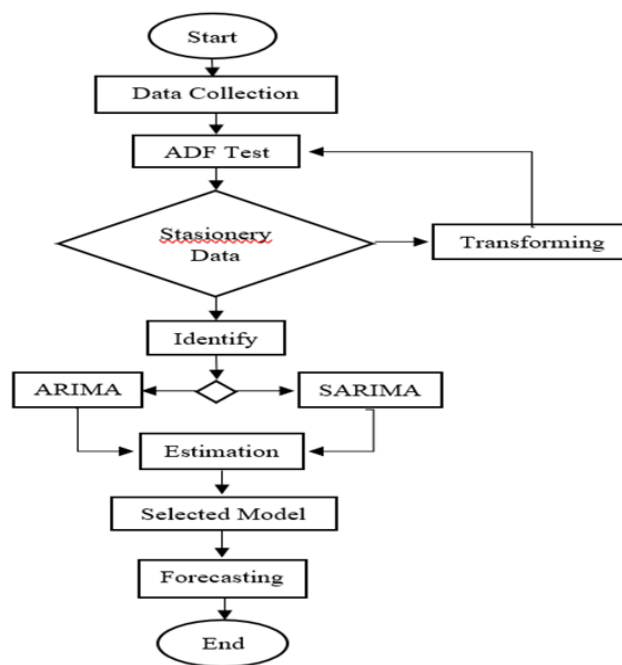 Start
Data Collection
ADF Test
Stasionery
Data
Transforming
Identify
ARIMA
SARIMA
Estimation
Selected Model
Forecasting
End